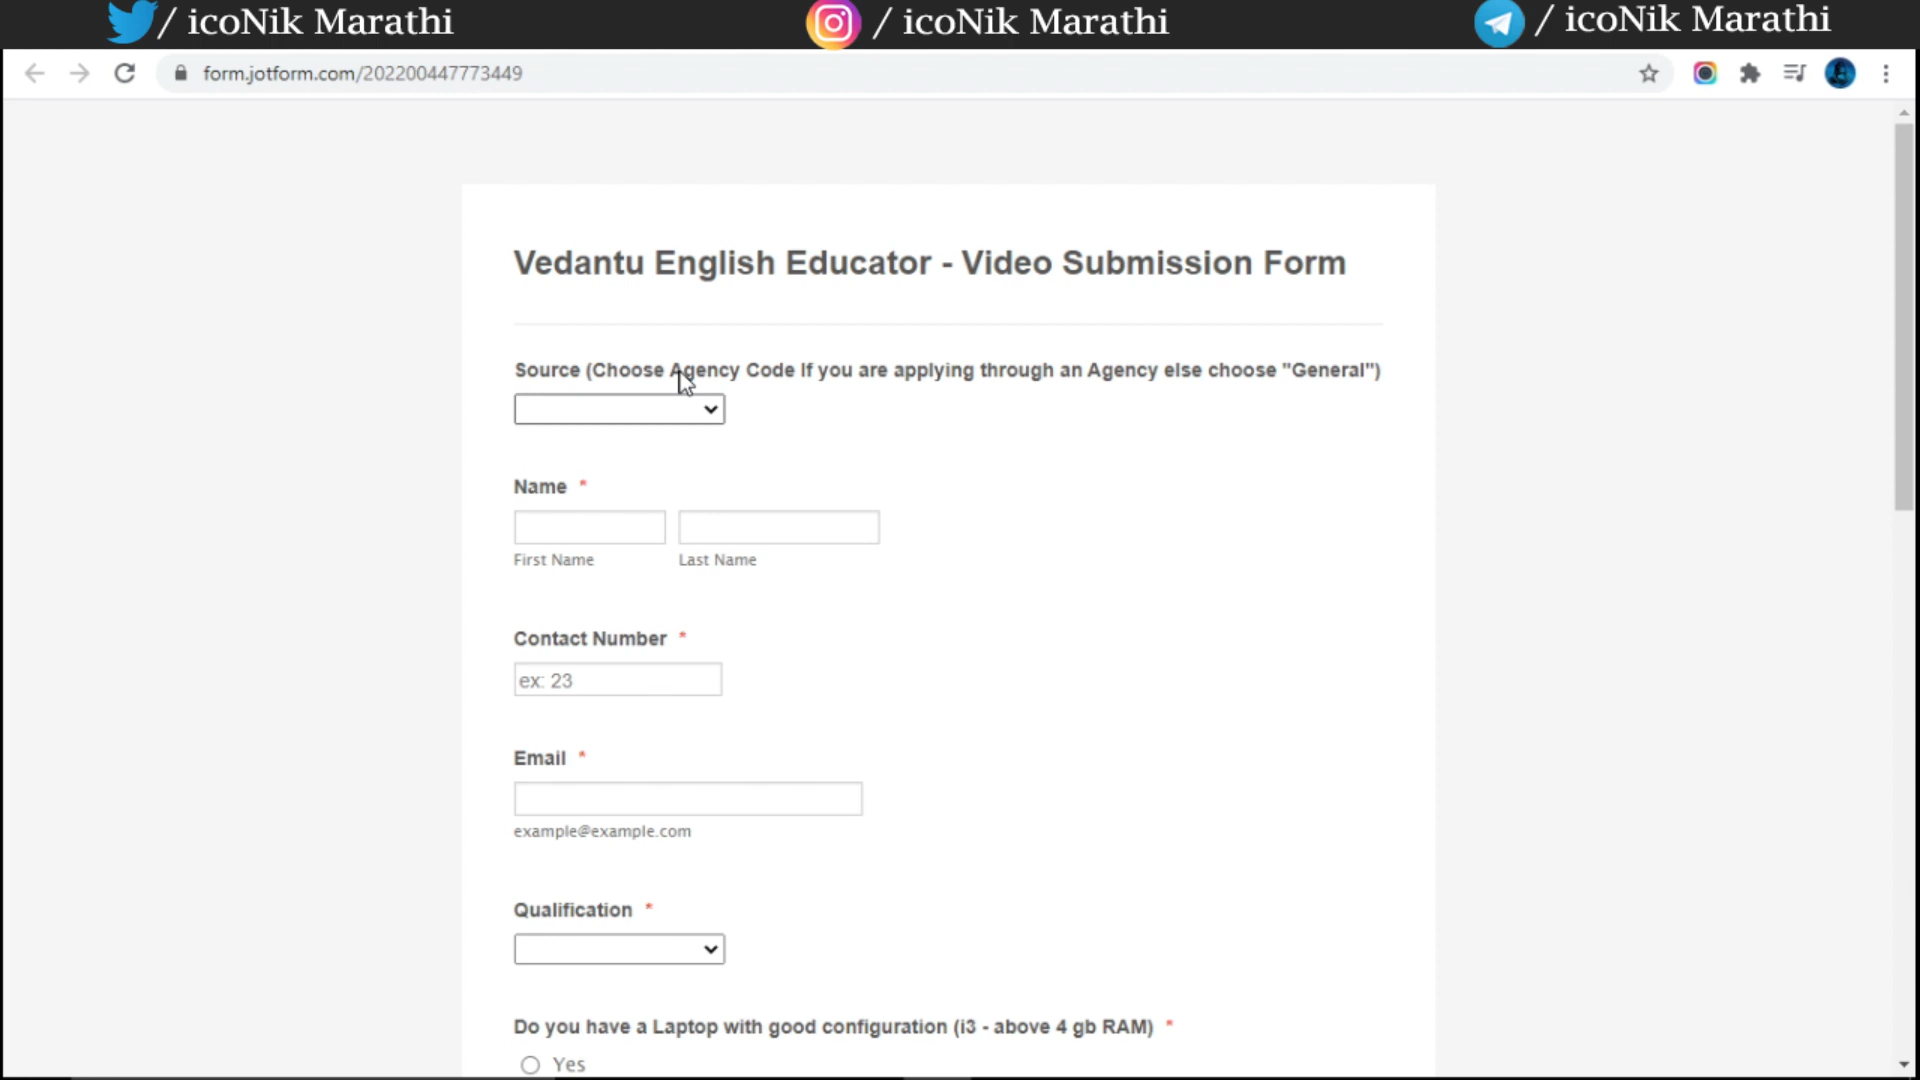 / icoNik Marathi / icoNik Marathi / icoNik Marathi
form.jotform.com/202200447773449
Vedantu English Educator - Video Submission Form
Source (Choose Agency Code If you are applying through an Agency else choose "General")
Name *
First Name Last Name
Contact Number *
ex: 23
Email *
example@example.com
Qualification *
Do you have a Laptop with good configuration (i3 - above 4 gb RAM) *
Yes